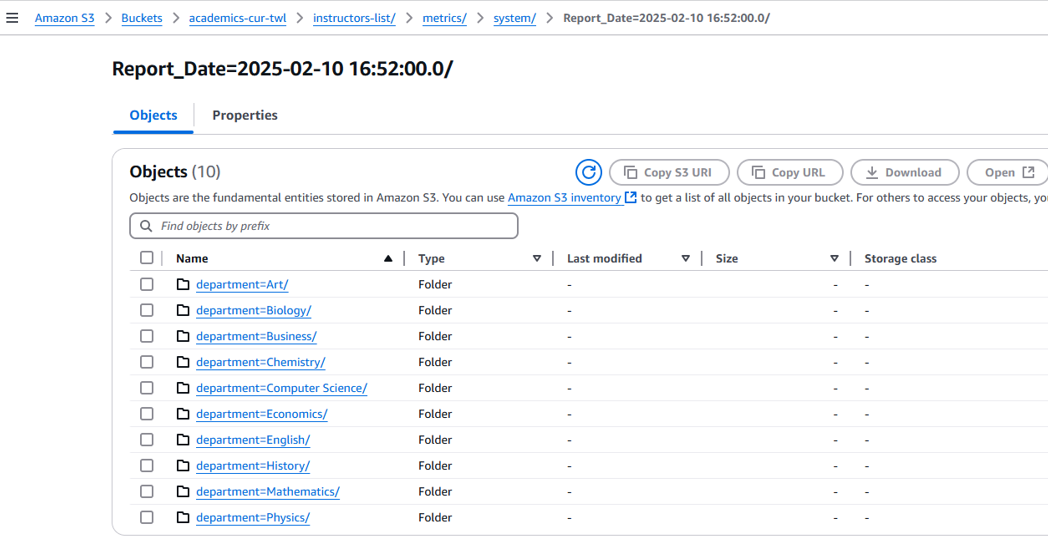 Amazon S3 > Buckets > academics-cur-twl > instructors-list/ > metrics/ > system/ > Report_Date=2025-02-10 16:52:00.0/
Report_Date=2025-02-10 16:52:00.0/
Objects Properties
Objects (10) Copy S3 URI Copy URL Download Open
Objects are the fundamental entities stored in Amazon S3. You can use Amazon S3 inventory to get a list of all objects in your bucket. For others to access your objects, yo
Find objects by prefix
Name Type Last modified Size Storage class
department=Art/ Folder - - -
department=Biology/ Folder - - -
department=Business/ Folder - - -
department=Chemistry/ Folder - - -
department=Computer Science/ Folder - - -
department=Economics/ Folder - - -
department=English/ Folder - - -
department=History/ Folder - - -
department=Mathematics/ Folder - - -
department=Physics/ Folder - - -